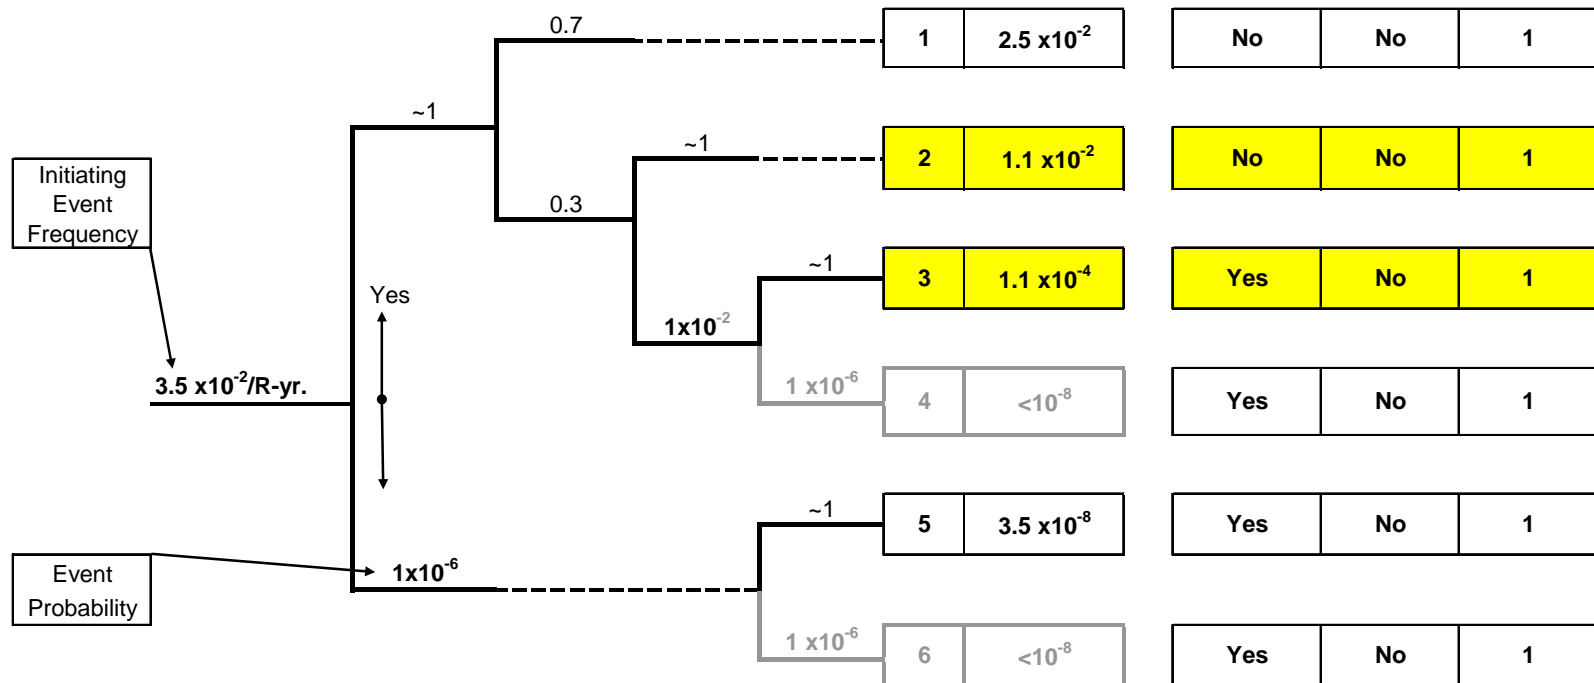 0.7
1 2.5 x10⁻² No No 1
~1
~1
2 1.1 x10⁻² No No 1
Initiating
Event
Frequency
0.3
~1
3 1.1 x10⁻⁴ Yes No 1
Yes
1x10⁻²
3.5 x10⁻²/R-yr.
1 x10⁻⁶
4 <10⁻⁸ Yes No 1
~1
5 3.5 x10⁻⁸ Yes No 1
Event
Probability
1x10⁻⁶
1 x10⁻⁶
6 <10⁻⁸ Yes No 1